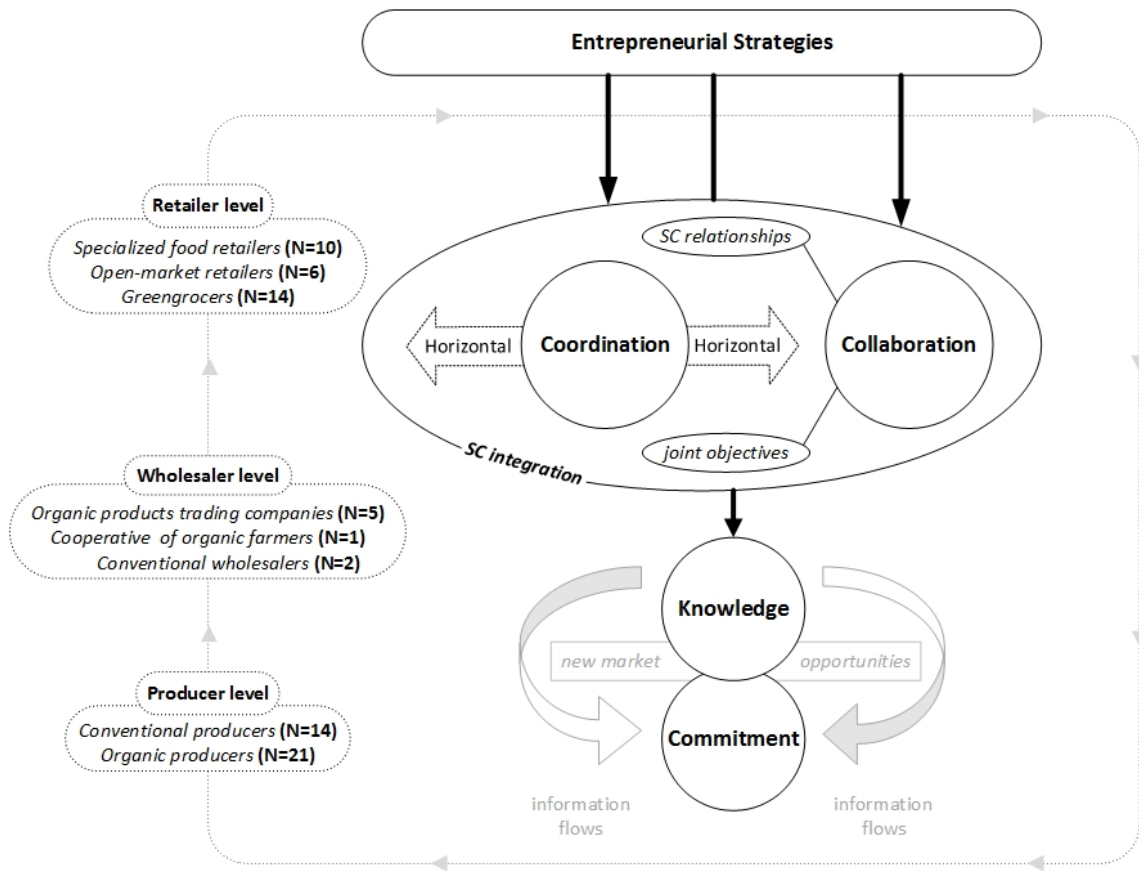 Entrepreneurial Strategies
Retailer level
Specialized food retailers (N=10)
Open-market retailers (N=6)
Greengrocers (N=14)
SC relationships
Horizontal
Coordination
Horizontal
Collaboration
joint objectives
SC integration
Wholesaler level
Organic products trading companies (N=5)
Cooperative of organic farmers (N=1)
Conventional wholesalers (N=2)
Knowledge
new market
opportunities
Producer level
Conventional producers (N=14)
Organic producers (N=21)
Commitment
information
flows
information
flows